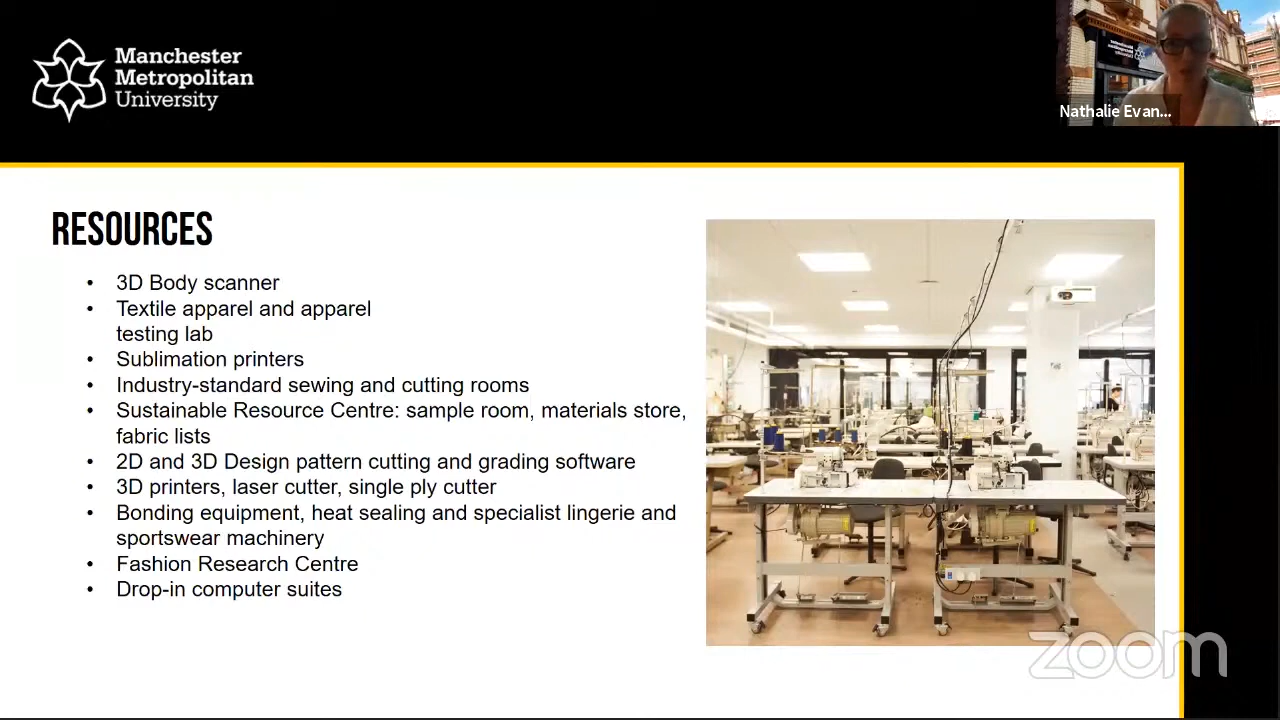 Manchester
Metropolitan
University
Nathalie Evan...
RESOURCES
• 3D Body scanner
• Textile apparel and apparel
testing lab
• Sublimation printers
• Industry-standard sewing and cutting rooms
• Sustainable Resource Centre: sample room, materials store,
fabric lists
• 2D and 3D Design pattern cutting and grading software
• 3D printers, laser cutter, single ply cutter
• Bonding equipment, heat sealing and specialist lingerie and
sportswear machinery
• Fashion Research Centre
• Drop-in computer suites
zoom